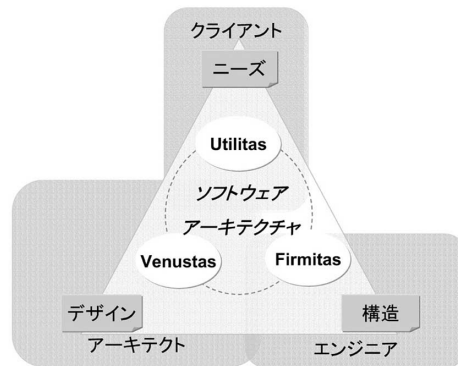 クライアント
ニーズ
Utilitas
ソフトウェア
アーキテクチャ
Venustas
Firmitas
デザイン
構造
アーキテクト
エンジニア